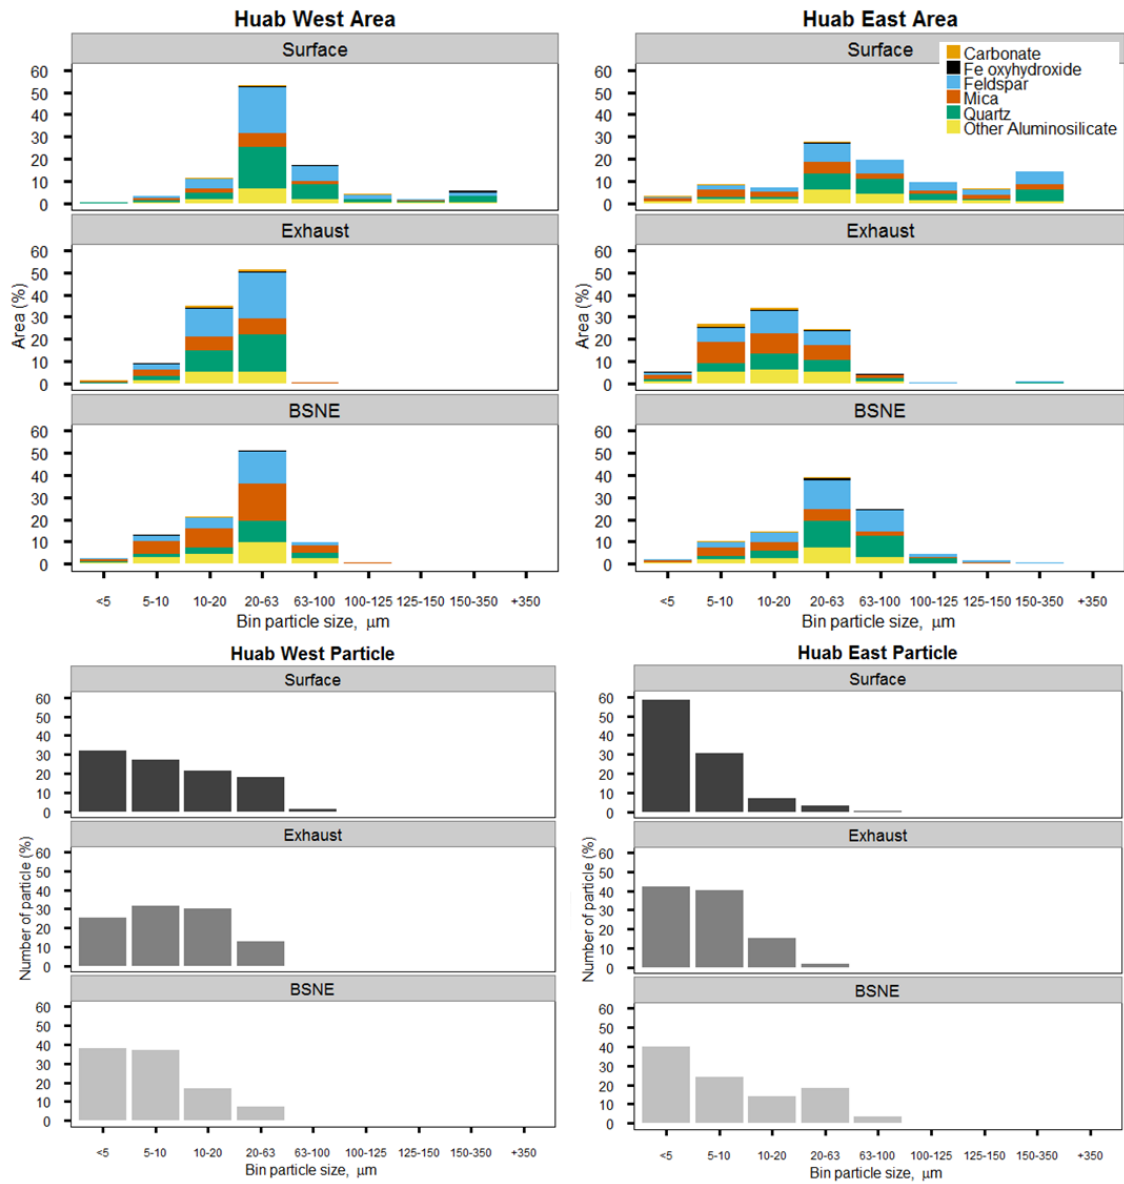 Huab West Area
Surface
60
50
40
30
20
10
0
Exhaust
60
50
40
30
20
10
0
BSNE
60
50
40
30
20
10
0
Area (%)
<5 5-10 10-20 20-63 63-100 100-125 125-150 150-350 +350
Bin particle size, μm
Huab East Area
Surface
Carbonate
Fe oxyhydroxide
Feldspar
Mica
Quartz
Other Aluminosilicate
60
50
40
30
20
10
0
Exhaust
60
50
40
30
20
10
0
BSNE
60
50
40
30
20
10
0
Area (%)
<5 5-10 10-20 20-63 63-100 100-125 125-150 150-350 +350
Bin particle size, μm
Huab West Particle
Surface
60
50
40
30
20
10
0
Exhaust
60
50
40
30
20
10
0
BSNE
60
50
40
30
20
10
0
Number of particle (%)
<5 5-10 10-20 20-63 63-100 100-125 125-150 150-350 +350
Bin particle size, μm
Huab East Particle
Surface
60
50
40
30
20
10
0
Exhaust
60
50
40
30
20
10
0
BSNE
60
50
40
30
20
10
0
Number of particle (%)
<5 5-10 10-20 20-63 63-100 100-125 125-150 150-350 +350
Bin particle size, μm